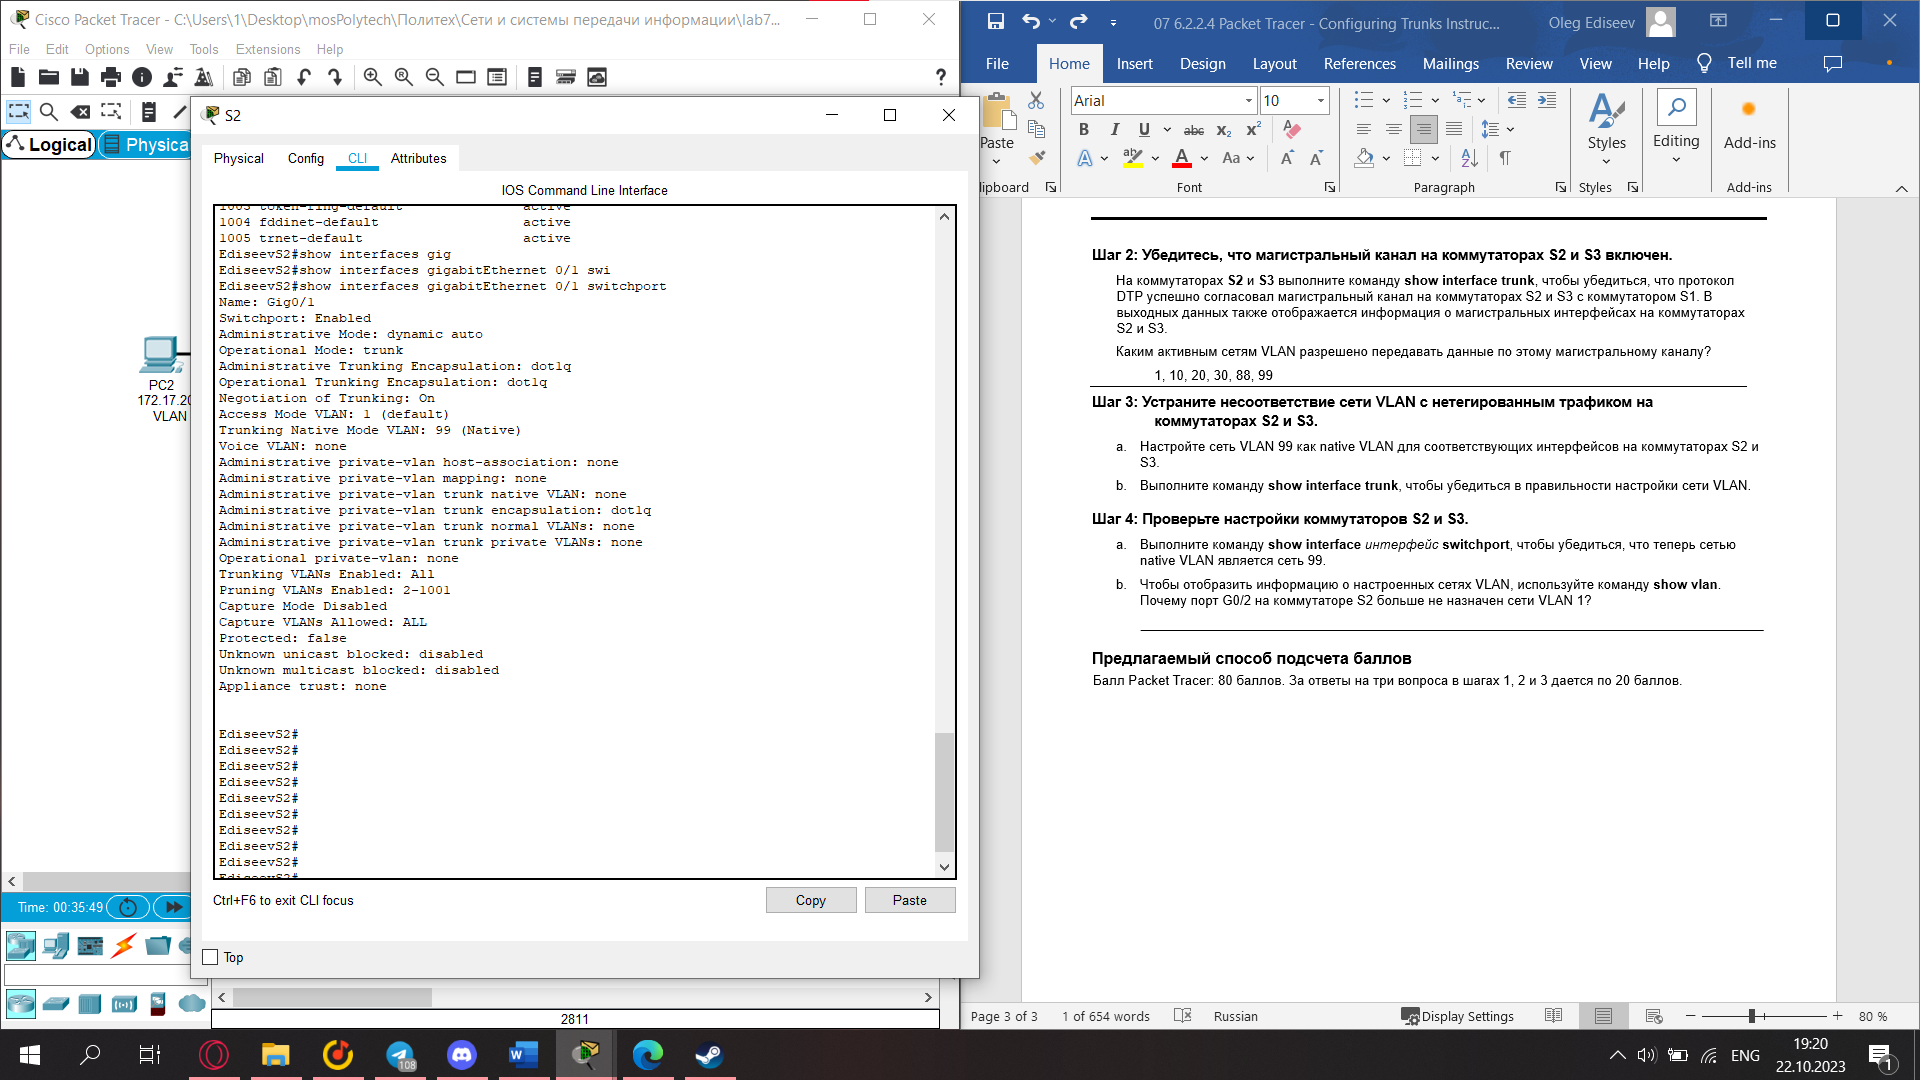 Cisco Packet Tracer - C:\Users\1\Desktop\mosPolytech\Политех\Сети и системы передачи информации\lab7...
File Edit Options View Tools Extensions Help
Logical
Physica
PC2
172.17.20
VLAN
Time: 00:35:49
S2
Physical Config CLI Attributes
IOS Command Line Interface
1003 token-ring-default active
1004 fddinet-default active
1005 trnet-default active
EdiseevS2#show interfaces gig
EdiseevS2#show interfaces gigabitEthernet 0/1 swi
EdiseevS2#show interfaces gigabitEthernet 0/1 switchport
Name: Gig0/1
Switchport: Enabled
Administrative Mode: dynamic auto
Operational Mode: trunk
Administrative Trunking Encapsulation: dot1q
Operational Trunking Encapsulation: dot1q
Negotiation of Trunking: On
Access Mode VLAN: 1 (default)
Trunking Native Mode VLAN: 99 (Native)
Voice VLAN: none
Administrative private-vlan host-association: none
Administrative private-vlan mapping: none
Administrative private-vlan trunk native VLAN: none
Administrative private-vlan trunk encapsulation: dot1q
Administrative private-vlan trunk normal VLANs: none
Administrative private-vlan trunk private VLANs: none
Operational private-vlan: none
Trunking VLANs Enabled: All
Pruning VLANs Enabled: 2-1001
Capture Mode Disabled
Capture VLANs Allowed: ALL
Protected: false
Unknown unicast blocked: disabled
Unknown multicast blocked: disabled
Appliance trust: none
EdiseevS2#
EdiseevS2#
EdiseevS2#
EdiseevS2#
EdiseevS2#
EdiseevS2#
EdiseevS2#
EdiseevS2#
EdiseevS2#
EdiseevS2#
Ctrl+F6 to exit CLI focus
Copy
Paste
Top
2811
07 6.2.2.4 Packet Tracer - Configuring Trunks Instruc...
Oleg Ediseev
File Home Insert Design Layout References Mailings Review View Help Tell me
Paste
Arial
10
Styles
Editing
Add-ins
lipboard
Font
Paragraph
Styles
Add-ins
Шаг 2: Убедитесь, что магистральный канал на коммутаторах S2 и S3 включен.
На коммутаторах S2 и S3 выполните команду show interface trunk, чтобы убедиться, что протокол
DTP успешно согласовал магистральный канал на коммутаторах S2 и S3 с коммутатором S1. В
выходных данных также отображается информация о магистральных интерфейсах на коммутаторах
S2 и S3.
Каким активным сетям VLAN разрешено передавать данные по этому магистральному каналу?
1, 10, 20, 30, 88, 99
Шаг 3: Устраните несоответствие сети VLAN с нетегированным трафиком на
коммутаторах S2 и S3.
a. Настройте сеть VLAN 99 как native VLAN для соответствующих интерфейсов на коммутаторах S2 и
S3.
b. Выполните команду show interface trunk, чтобы убедиться в правильности настройки сети VLAN.
Шаг 4: Проверьте настройки коммутаторов S2 и S3.
a. Выполните команду show interface интерфейс switchport, чтобы убедиться, что теперь сетью
native VLAN является сеть 99.
b. Чтобы отобразить информацию о настроенных сетях VLAN, используйте команду show vlan.
Почему порт G0/2 на коммутаторе S2 больше не назначен сети VLAN 1?
Предлагаемый способ подсчета баллов
Балл Packet Tracer: 80 баллов. За ответы на три вопроса в шагах 1, 2 и 3 дается по 20 баллов.
Page 3 of 3
1 of 654 words
Russian
Display Settings
80 %
108
ENG
19:20
22.10.2023
1